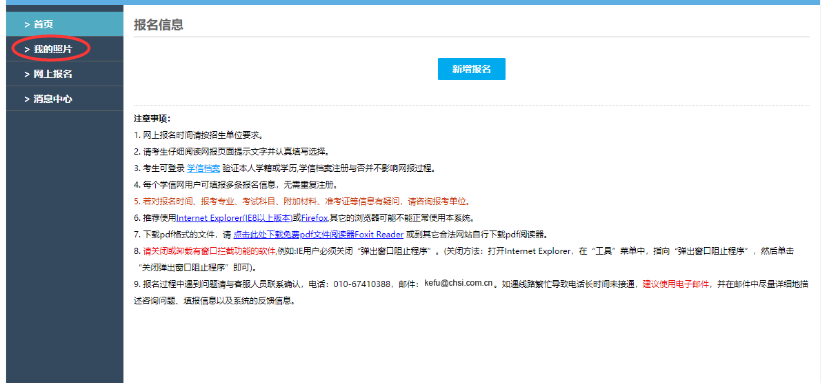 > 首页
> 我的照片
> 网上报名
> 消息中心
报名信息
新增报名
注意事项：
1. 网上报名时间请按招生单位要求。
2. 请考生仔细阅读网报页面提示文字并认真填写选择。
3. 考生可登录 学信档案 验证本人学籍或学历,学信档案注册与否并不影响网报过程。
4. 每个学信网用户可填报多条报名信息，无需重复注册。
5. 若对报名时间、报考专业、考试科目、附加材料、准考证等信息有疑问，请咨询报考单位。
6. 推荐使用Internet Explorer(IE8以上版本)或Firefox,其它的浏览器可能不能正常使用本系统。
7. 下载pdf格式的文件，请 点击此处下载免费pdf文件阅读器Foxit Reader 或到其它合法网站自行下载pdf阅读器。
8. 请关闭或卸载有窗口拦截功能的软件,例如:IE用户必须关闭“弹出窗口阻止程序”。(关闭方法：打开Internet Explorer，在“工具”菜单中，指向“弹出窗口阻止程序”，然后单击
“关闭弹出窗口阻止程序”即可)。
9. 报名过程中遇到问题请与客服人员联系确认，电话：010-67410388，邮件：kefu@chsi.com.cn。如遇线路繁忙导致电话长时间未接通，建议使用电子邮件，并在邮件中尽量详细地描
述咨询问题、填报信息以及系统的反馈信息。